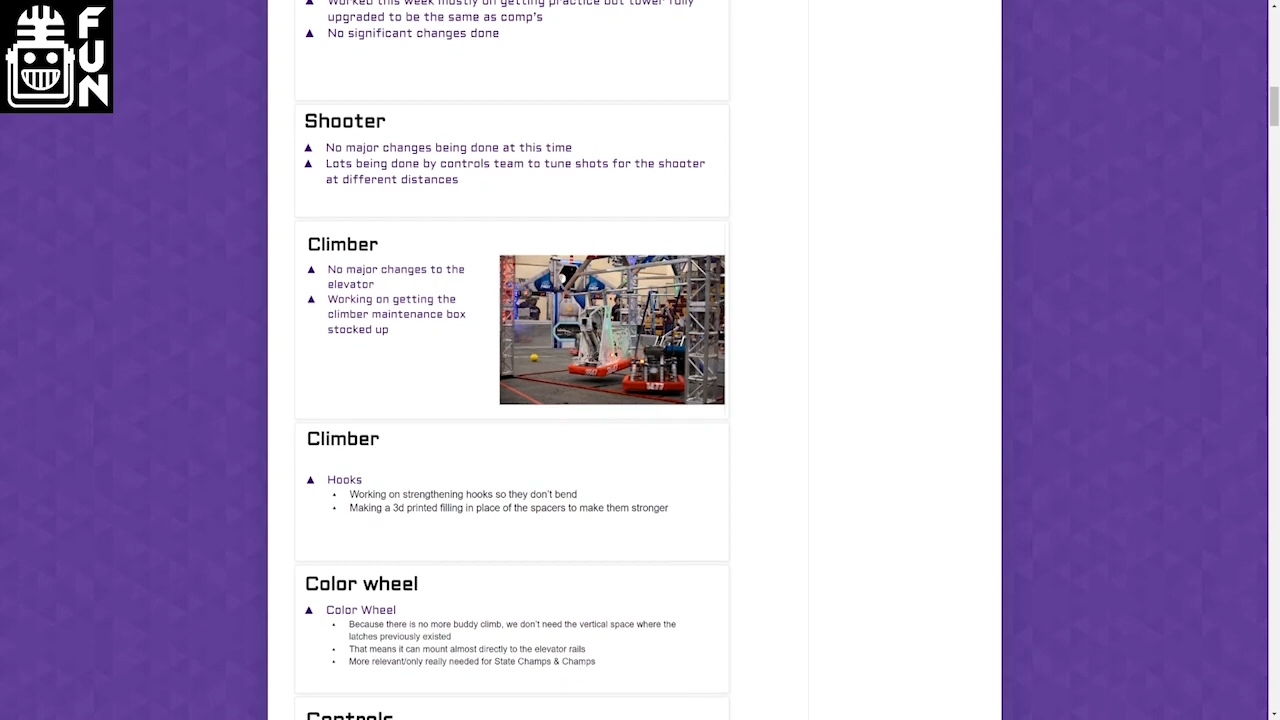 FUN
Worked this week mostly on getting practice bot tower fully
upgraded to be the same as comp's
No significant changes done
Shooter
No major changes being done at this time
Lots being done by controls team to tune shots for the shooter
at different distances
Climber
No major changes to the
elevator
Working on getting the
climber maintenance box
stocked up
1477
Climber
Hooks
Working on strengthening hooks so they don't bend
Making a 3d printed filling in place of the spacers to make them stronger
Color wheel
Color Wheel
Because there is no more buddy climb, we don't need the vertical space where the
latches previously existed
That means it can mount almost directly to the elevator rails
More relevant/only really needed for State Champs & Champs
Controls